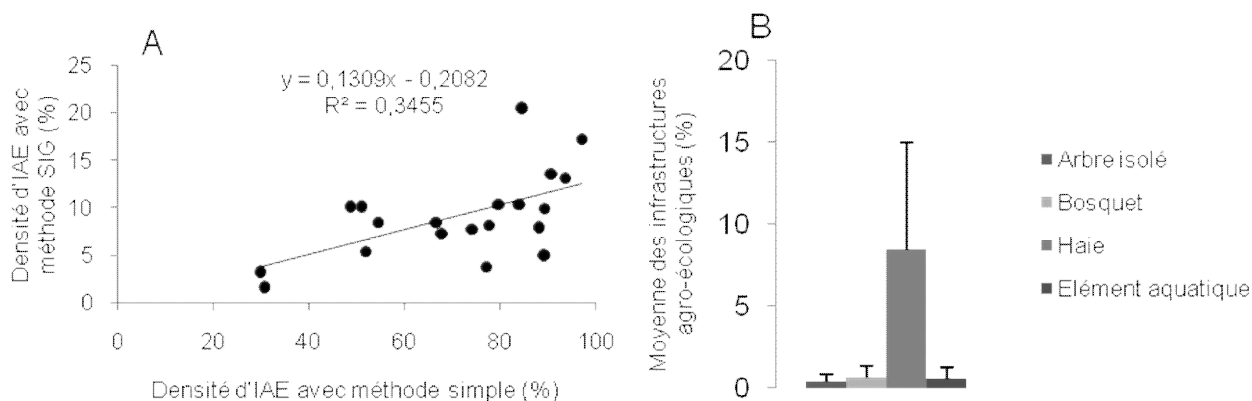 A
25
20
15
10
5
0
y = 0,1309x - 0,2082
R² = 0,3455
Densité d'IAE avec
méthode SIG (%)
0 20 40 60 80 100
Densité d'IAE avec méthode simple (%)
B
20
15
10
5
0
Moyenne des infrastructures
agro-écologiques (%)
Arbre isolé
Bosquet
Haie
Elément aquatique